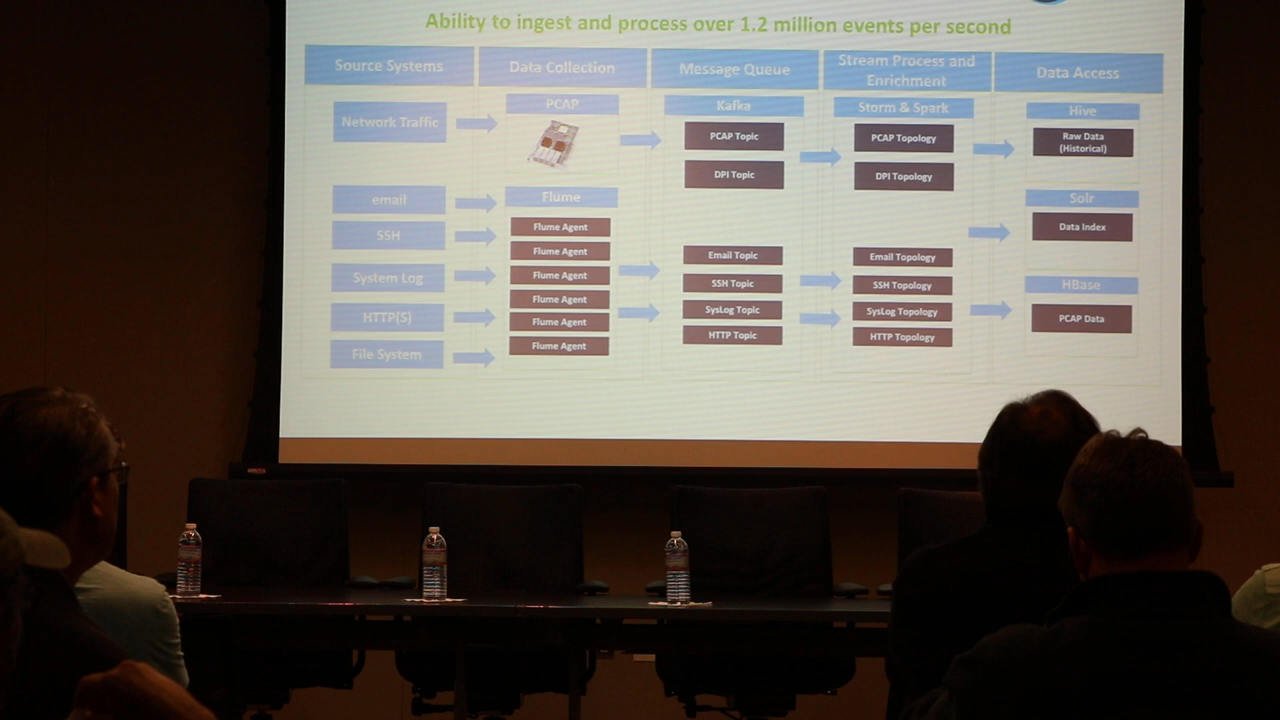 Ability to ingest and process over 1.2 million events per second
Source Systems
Data Collection
Message Queue
Stream Process and
Enrichment
Data Access
Network Traffic
email
SSH
System Log
HTTP(S)
File System
PCAP
Flume
Flume Agent
Flume Agent
Flume Agent
Flume Agent
Flume Agent
Flume Agent
Kafka
PCAP Topic
DPI Topic
Email Topic
SSH Topic
SysLog Topic
HTTP Topic
Storm & Spark
PCAP Topology
DPI Topology
Email Topology
SSH Topology
SysLog Topology
HTTP Topology
Hive
Raw Data
(Historical)
Solr
Data Index
HBase
PCAP Data